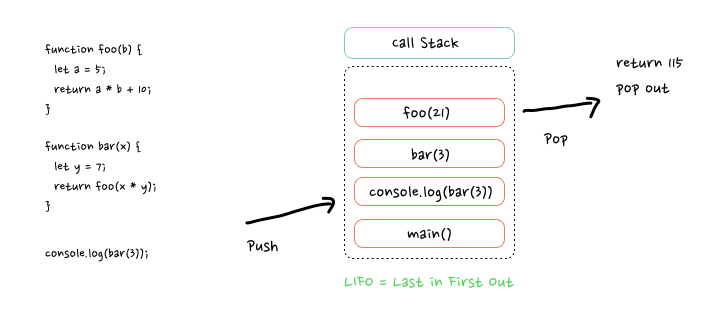 function foo(b) {
let a = 5;
return a * b + 10;
}
function bar(x) {
let y = 7;
return foo(x * y);
}
console.log(bar(3));
Push
call Stack
foo(21)
bar(3)
console.log(bar(3))
main()
LIFO = Last in First Out
Pop
return 115
pop out